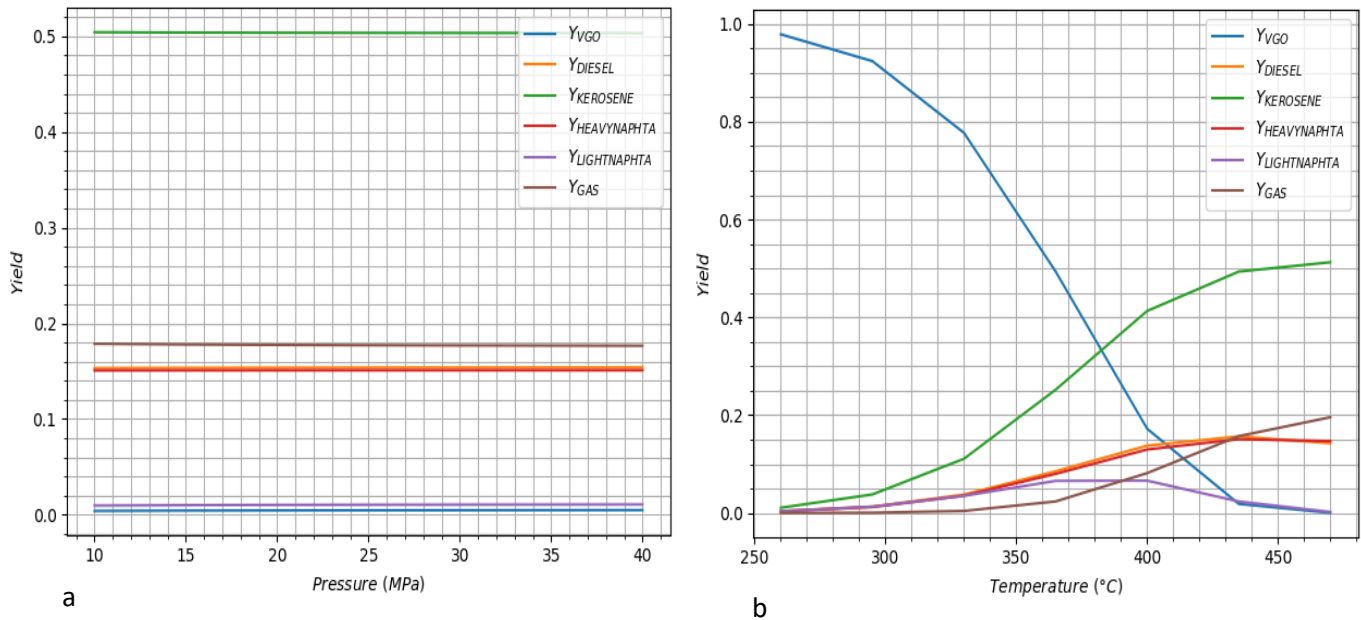 Y_VGO
Y_DIESEL
Y_KEROSENE
Y_HEAVYNAPHTA
Y_LIGHTNAPHTA
Y_GAS
0.5
0.4
0.3
0.2
0.1
0.0
Yield
10 15 20 25 30 35 40
Pressure (MPa)
a
Y_VGO
Y_DIESEL
Y_KEROSENE
Y_HEAVYNAPHTA
Y_LIGHTNAPHTA
Y_GAS
1.0
0.8
0.6
0.4
0.2
0.0
Yield
250 300 350 400 450
Temperature (°C)
b